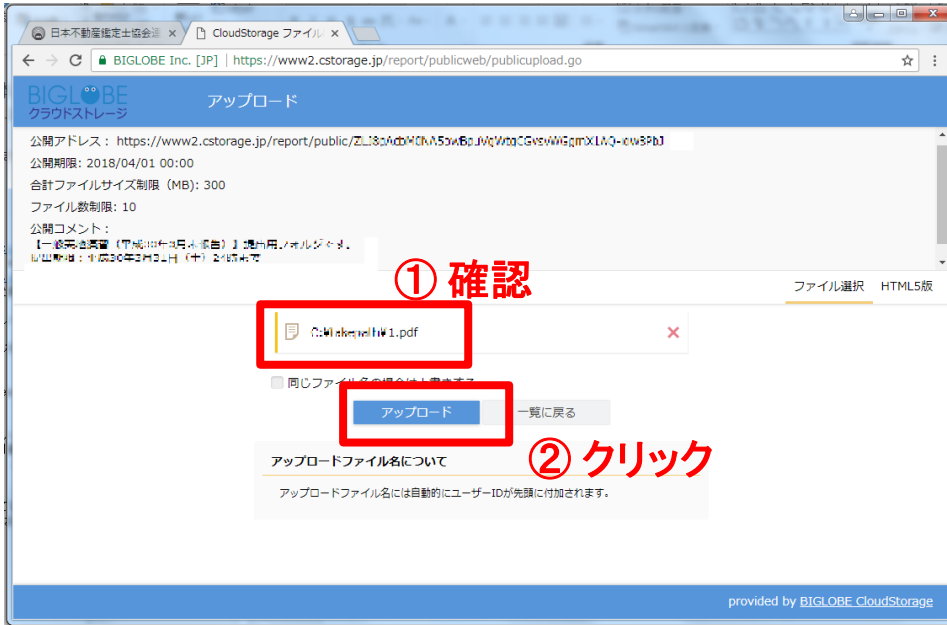 日本不動産鑑定士協会連
CloudStorage ファイル
BIGLOBE Inc. [JP] | https://www2.cstorage.jp/report/publicweb/publicupload.go
BIGLOBE
クラウドストレージ
アップロード
公開アドレス : https://www2.cstorage.jp/report/public/
公開期限: 2018/04/01 00:00
合計ファイルサイズ制限（MB）: 300
ファイル数制限: 10
公開コメント :
① 確認
ファイル選択 HTML5版
1.pdf
同じファイル名の場合は上書きする
アップロード 一覧に戻る
② クリック
アップロードファイル名について
アップロードファイル名には自動的にユーザーIDが先頭に付加されます。
provided by BIGLOBE CloudStorage